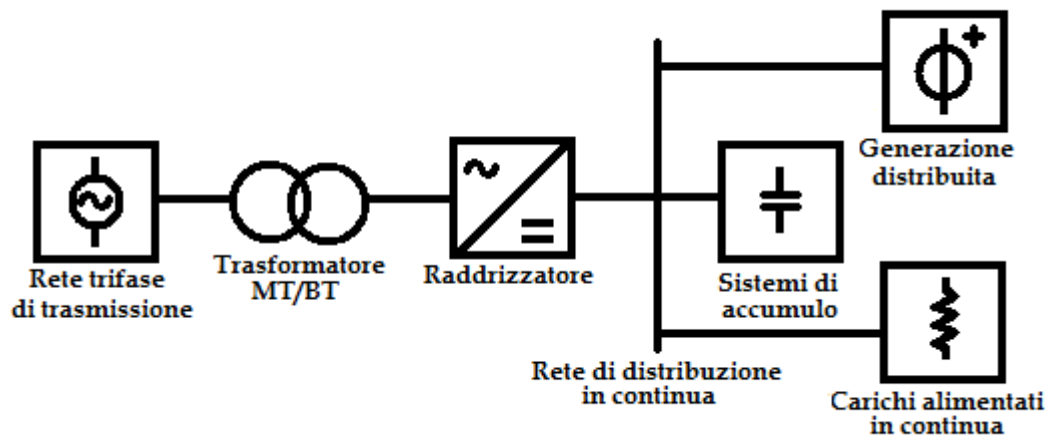 Rete trifase
di trasmissione
Trasformatore
MT/BT
Raddrizzatore
Rete di distribuzione
in continua
Generazione
distribuita
Sistemi di
accumulo
Carichi alimentati
in continua